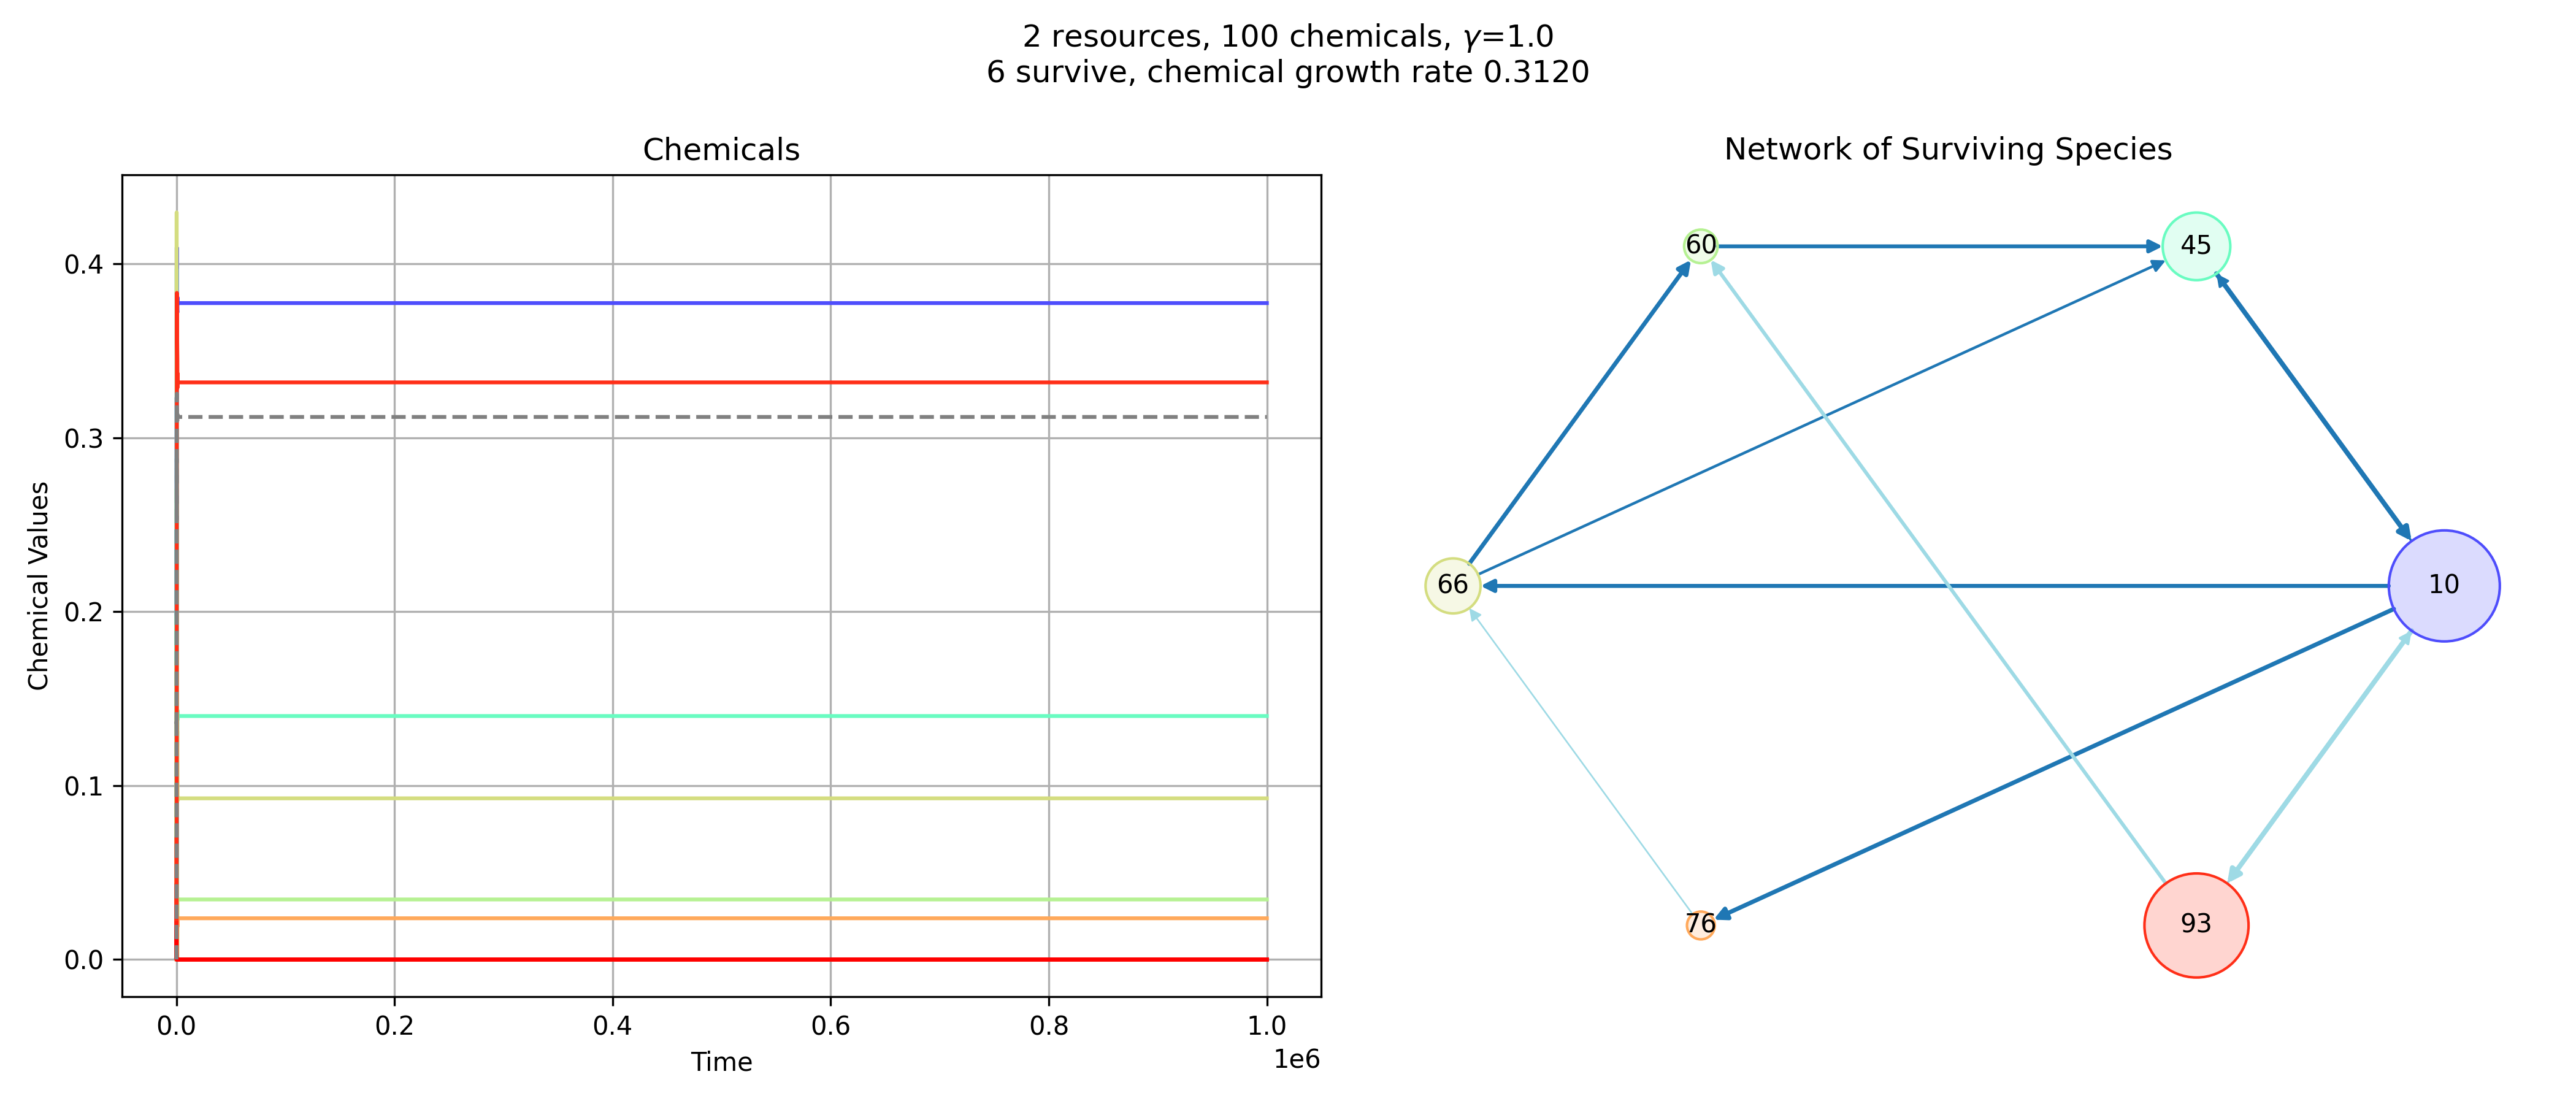 2 resources, 100 chemicals, γ=1.0
6 survive, chemical growth rate 0.3120
Chemicals
Chemical Values
0.4
0.3
0.2
0.1
0.0
0.0 0.2 0.4 0.6 0.8 1.0
1e6
Time
Network of Surviving Species
60 45
66 10
76 93